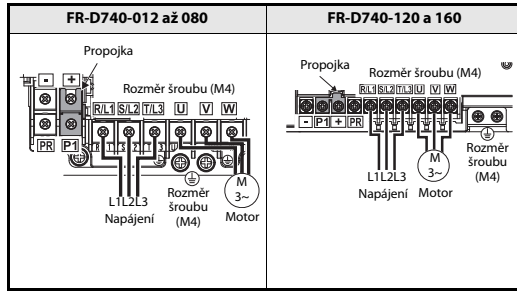 FR-D740-012 až 080
Propojka
- +
Rozměr šroubu (M4)
R/L1 S/L2 T/L3 U V W
PR P1
L1L2L3
Napájení
Rozměr
šroubu
(M4)
M
3~
Motor
FR-D740-120 a 160
Propojka
Rozměr šroubu (M4)
R/L1 S/L2 T/L3 U V W
- P1 + PR
L1L2L3
Napájení
M
3~
Motor
Rozměr
šroubu
(M4)